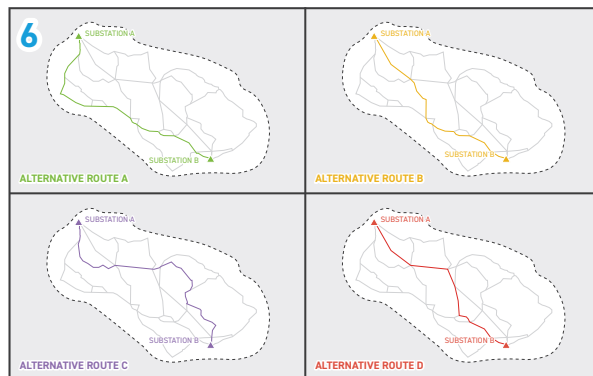 6
SUBSTATION A
SUBSTATION B
ALTERNATIVE ROUTE A
SUBSTATION A
SUBSTATION B
ALTERNATIVE ROUTE B
SUBSTATION A
SUBSTATION B
ALTERNATIVE ROUTE C
SUBSTATION A
SUBSTATION B
ALTERNATIVE ROUTE D